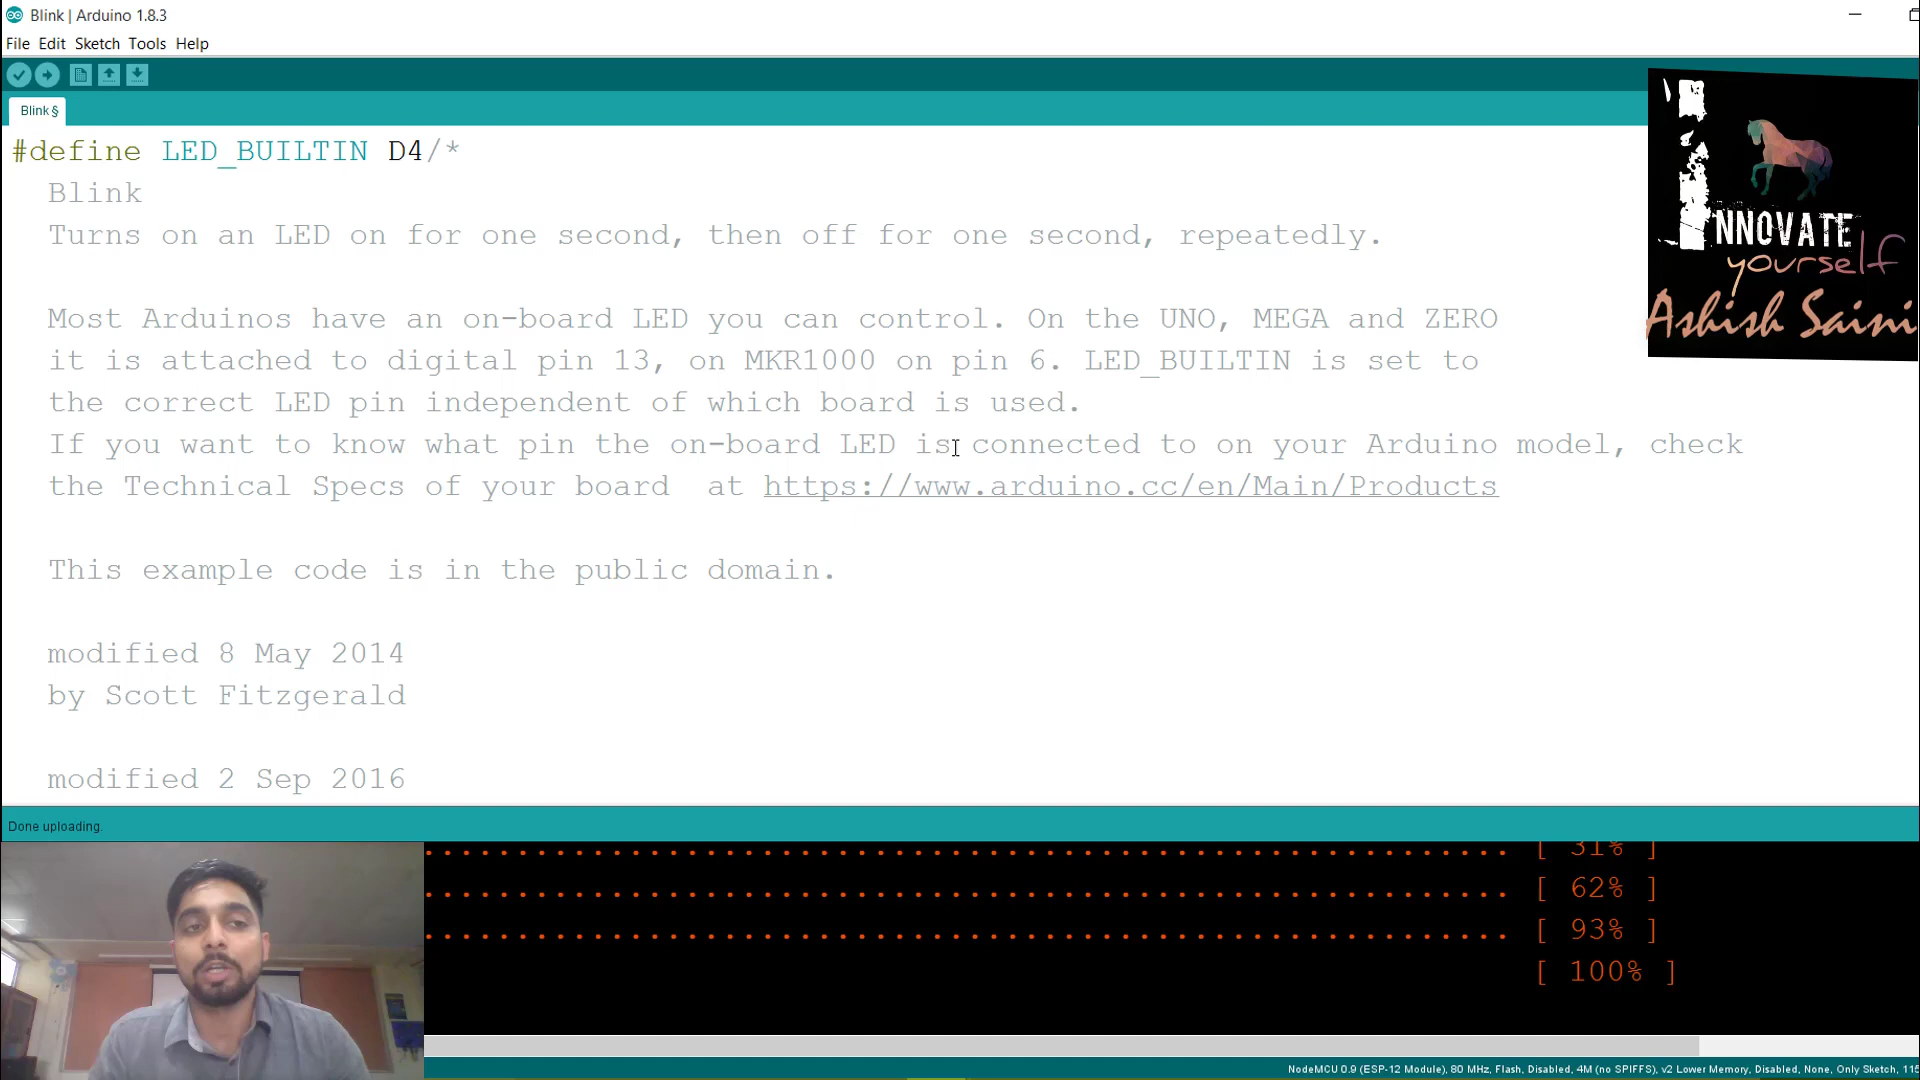 Blink | Arduino 1.8.3
File Edit Sketch Tools Help
Blink §
#define LED_BUILTIN D4/*
Blink
Turns on an LED on for one second, then off for one second, repeatedly.
Most Arduinos have an on-board LED you can control. On the UNO, MEGA and ZERO
it is attached to digital pin 13, on MKR1000 on pin 6. LED_BUILTIN is set to
the correct LED pin independent of which board is used.
If you want to know what pin the on-board LED is connected to on your Arduino model, check
the Technical Specs of your board  at https://www.arduino.cc/en/Main/Products
This example code is in the public domain.
modified 8 May 2014
by Scott Fitzgerald
modified 2 Sep 2016
NNOVATE
yourself
Ashish Saini
Done uploading.
................................................................ [ 31% ]
................................................................ [ 62% ]
................................................................ [ 93% ]
[ 100% ]
NodeMCU 0.9 (ESP-12 Module), 80 MHz, Flash, Disabled, 4M (no SPIFFS), v2 Lower Memory, Disabled, None, Only Sketch, 115